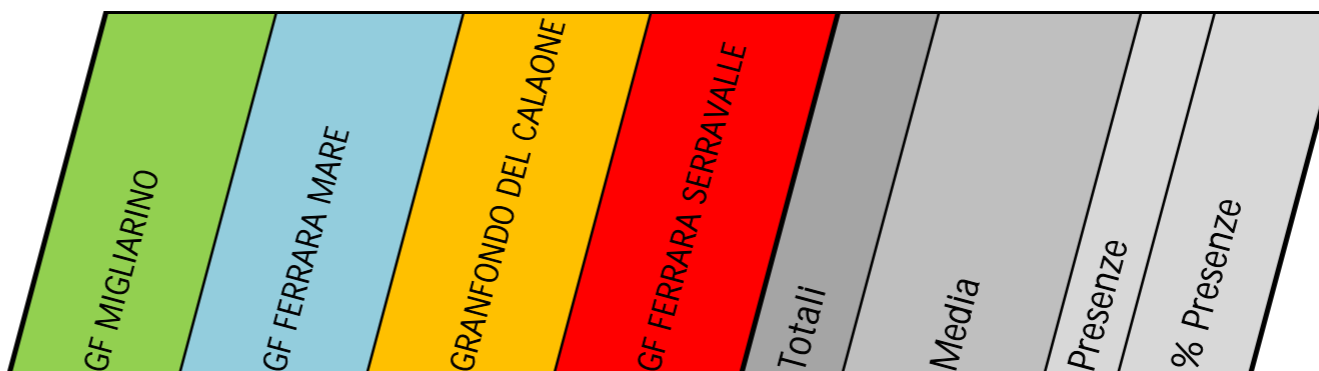 GF MIGLIARINO
GF FERRARA MARE
GRANFONDO DEL CALAONE
GF FERRARA SERRAVALLE
Totali
Media
Presenze
% Presenze